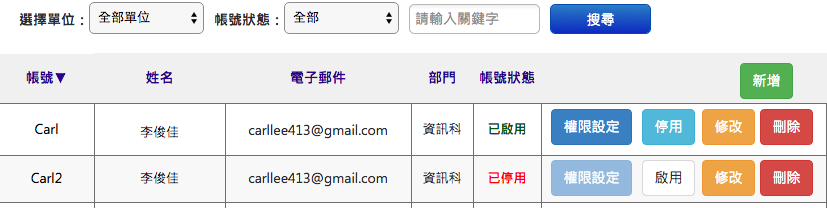 選擇單位： 全部單位 帳號狀態： 全部 請輸入關鍵字 搜尋
帳號▼ 姓名 電子郵件 部門 帳號狀態 新增
Carl 李俊佳 carllee413@gmail.com 資訊科 已啟用 權限設定 停用 修改 刪除
Carl2 李俊佳 carllee413@gmail.com 資訊科 已停用 權限設定 啟用 修改 刪除